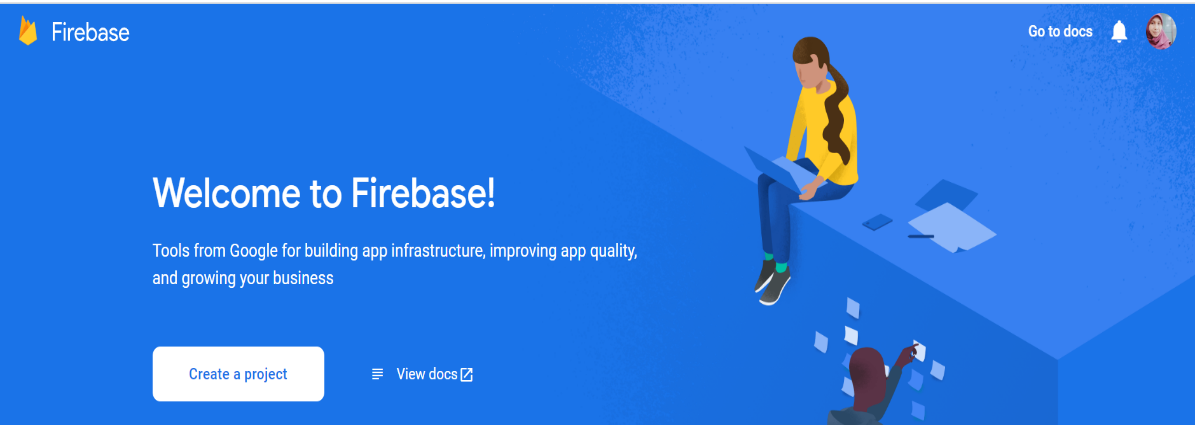 Firebase
Go to docs
Welcome to Firebase!
Tools from Google for building app infrastructure, improving app quality,
and growing your business
Create a project
View docs